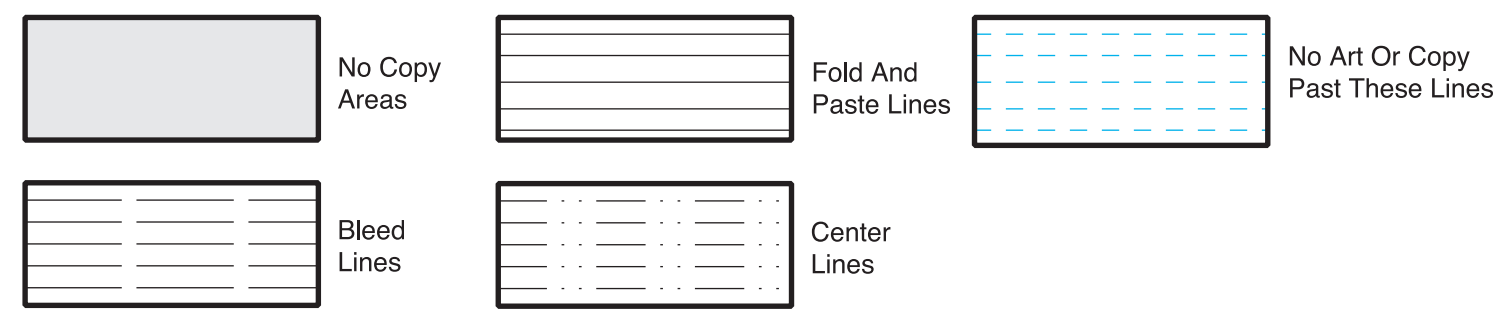 No Copy
Areas
Fold And
Paste Lines
No Art Or Copy
Past These Lines
Bleed
Lines
Center
Lines